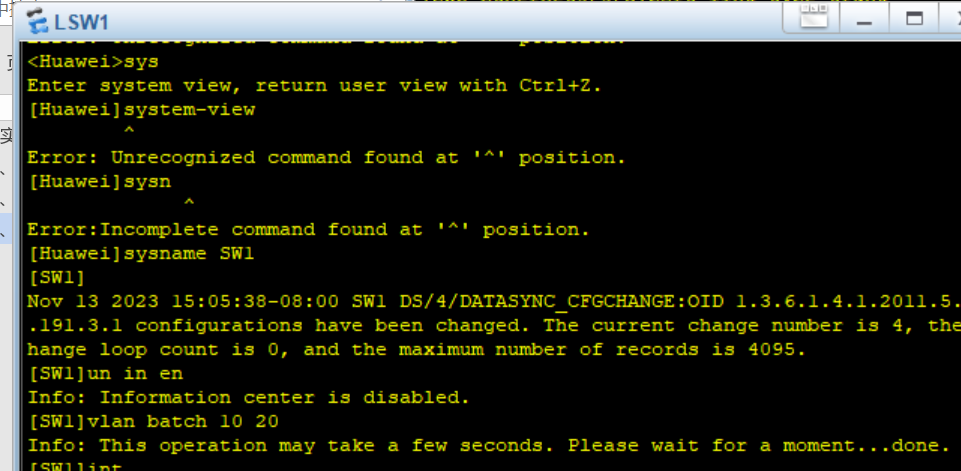 LSW1
<Huawei>sys
Enter system view, return user view with Ctrl+Z.
[Huawei]system-view
^
Error: Unrecognized command found at '^' position.
[Huawei]sysn
^
Error:Incomplete command found at '^' position.
[Huawei]sysname SW1
[SW1]
Nov 13 2023 15:05:38-08:00 SW1 DS/4/DATASYNC_CFGCHANGE:OID 1.3.6.1.4.1.2011.5.
.191.3.1 configurations have been changed. The current change number is 4, the
hange loop count is 0, and the maximum number of records is 4095.
[SW1]un in en
Info: Information center is disabled.
[SW1]vlan batch 10 20
Info: This operation may take a few seconds. Please wait for a moment...done.
[SW1]int